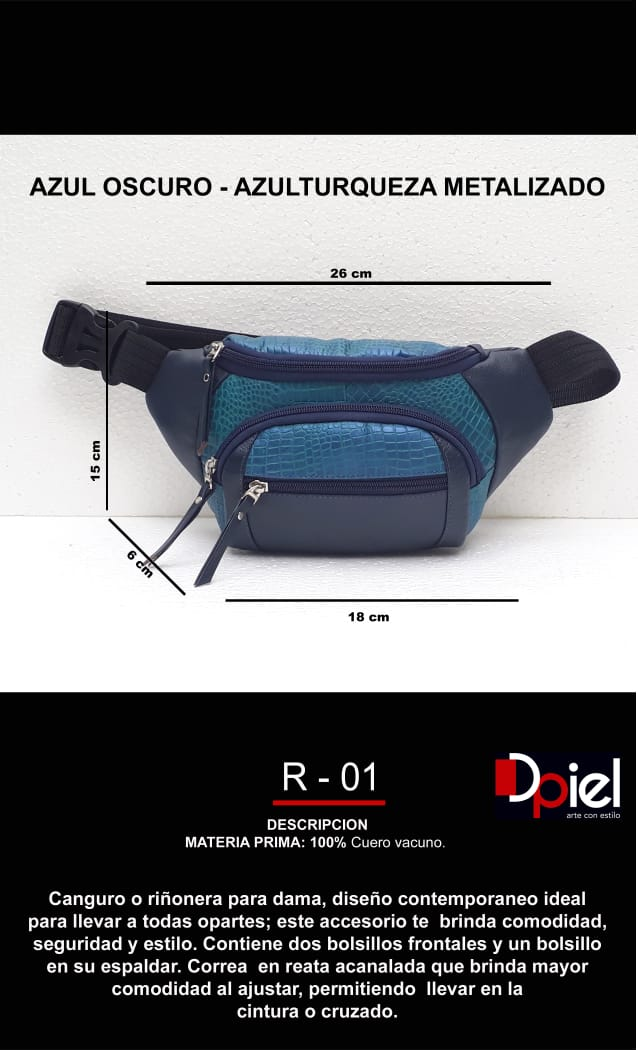 AZUL OSCURO - AZULTURQUEZA METALIZADO
26 cm
15 cm
6 cm
18 cm
R - 01
Dpiel
arte con estilo
DESCRIPCION
MATERIA PRIMA: 100% Cuero vacuno.
Canguro o riñonera para dama, diseño contemporaneo ideal
para llevar a todas opartes; este accesorio te brinda comodidad,
seguridad y estilo. Contiene dos bolsillos frontales y un bolsillo
en su espaldar. Correa en reata acanalada que brinda mayor
comodidad al ajustar, permitiendo llevar en la
cintura o cruzado.